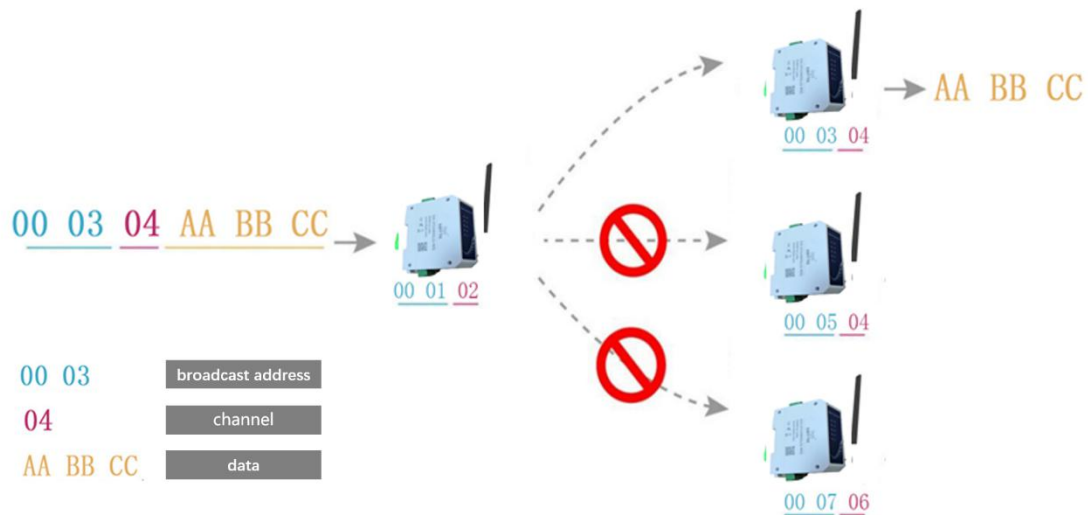 00 03 04 AA BB CC
00 01 02
00 03 04
AA BB CC
00 05 04
00 07 06
00 03 broadcast address
04 channel
AA BB CC data